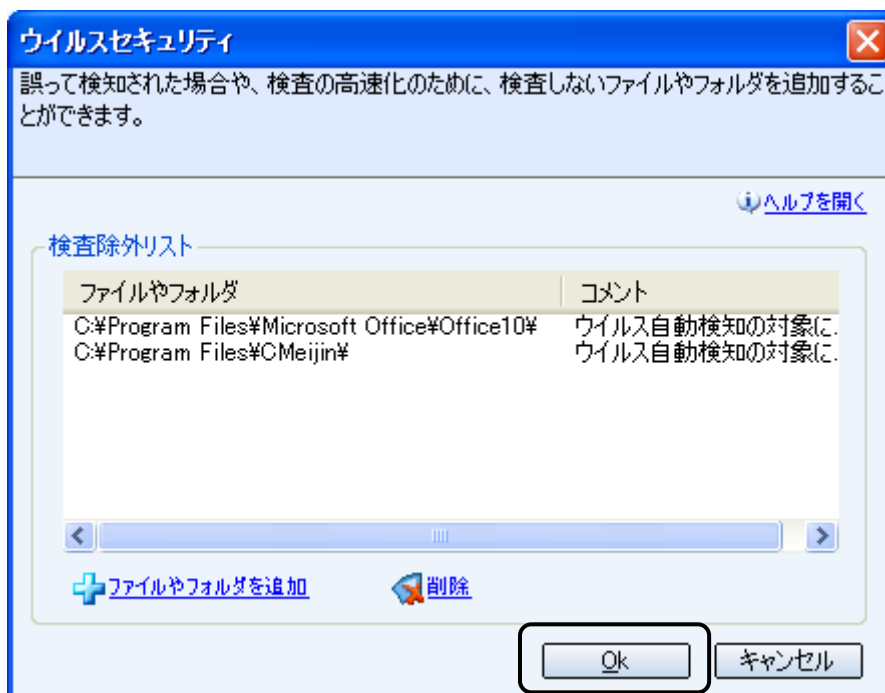 ウイルスセキュリティ
誤って検知された場合や、検査の高速化のために、検査しないファイルやフォルダを追加するこ
とができます。
ヘルプを開く
検査除外リスト
ファイルやフォルダ コメント
C:¥Program Files¥Microsoft Office¥Office10¥ ウイルス自動検知の対象に.
C:¥Program Files¥CMeijin¥ ウイルス自動検知の対象に.
ファイルやフォルダを追加 削除
Ok キャンセル